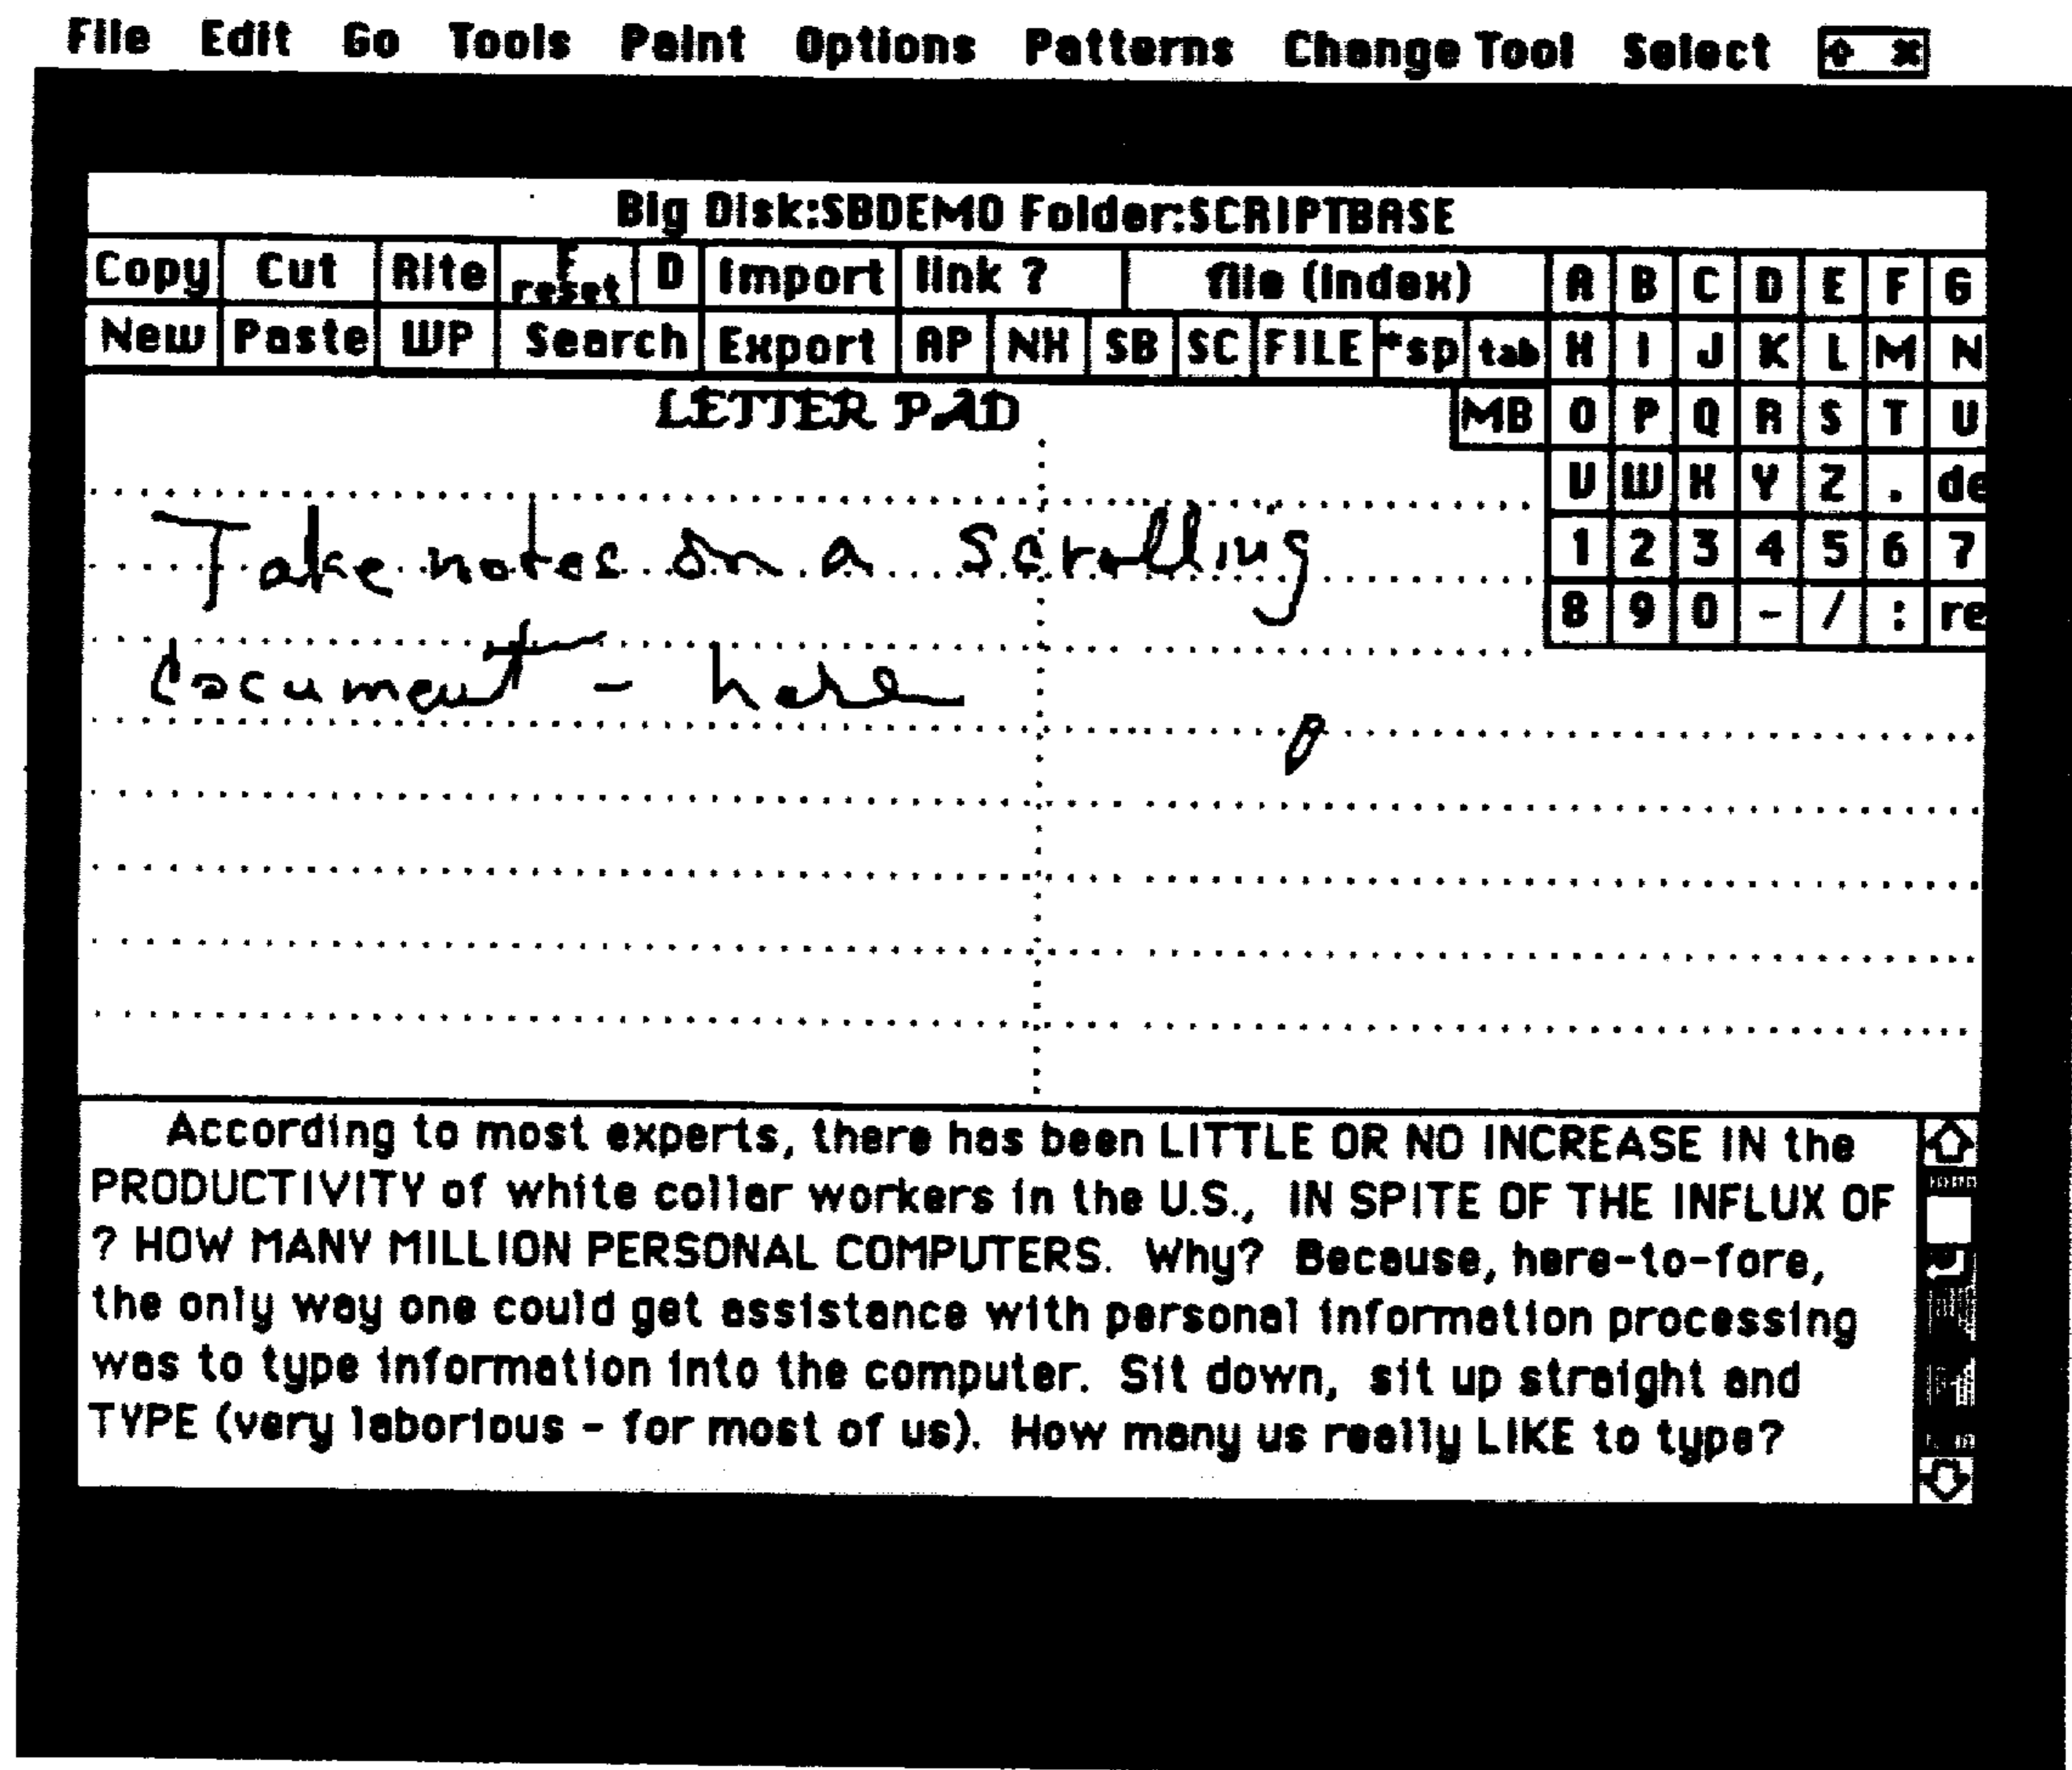 File Edit Go Tools Paint Options Patterns Change Tool Select
Big Disk:SBDEMO Folder:SCRIPTBASE
Copy Cut Rite F reset D Import link ? file (index) A B C D E F G
New Paste WP Search Export AP NH SB SC FILE *sp tab H I J K L M N
LETTER PAD MB O P Q R S T U
V W X Y Z . de
Take notes on a scrolling 1 2 3 4 5 6 7
8 9 0 - / : re
document - here
According to most experts, there has been LITTLE OR NO INCREASE IN the
PRODUCTIVITY of white collar workers in the U.S., IN SPITE OF THE INFLUX OF
? HOW MANY MILLION PERSONAL COMPUTERS. Why? Because, here-to-fore,
the only way one could get assistance with personal information processing
was to type information into the computer. Sit down, sit up straight and
TYPE (very laborious - for most of us). How many us really LIKE to type?